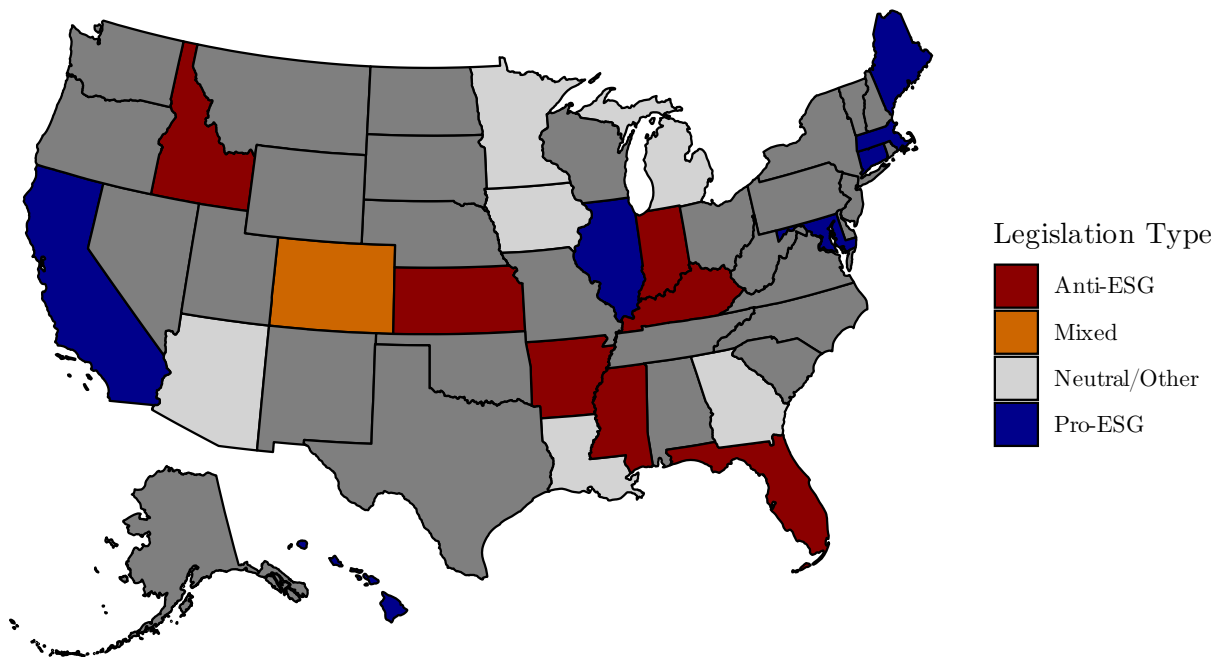 Legislation Type
Anti-ESG
Mixed
Neutral/Other
Pro-ESG